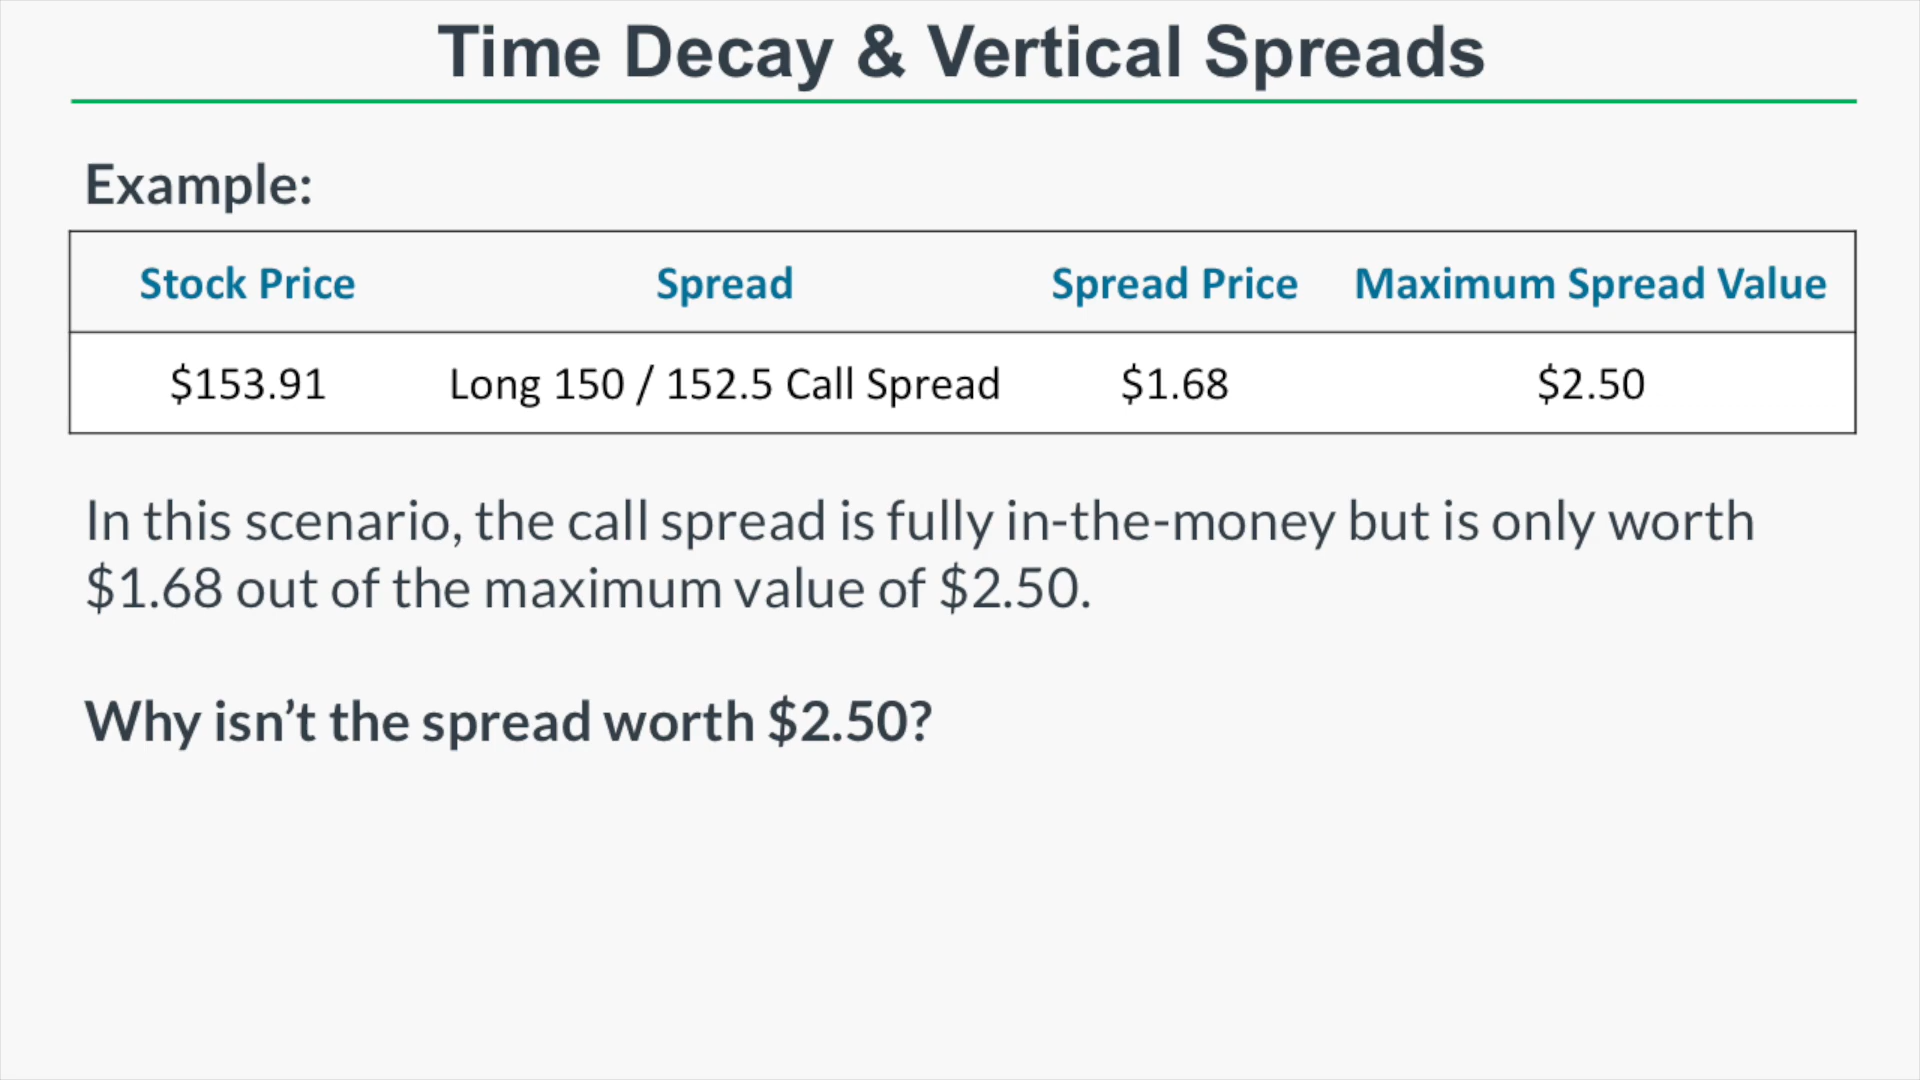 Time Decay & Vertical Spreads
Example:
Stock Price Spread Spread Price Maximum Spread Value
$153.91 Long 150 / 152.5 Call Spread $1.68 $2.50
In this scenario, the call spread is fully in-the-money but is only worth
$1.68 out of the maximum value of $2.50.
Why isn’t the spread worth $2.50?